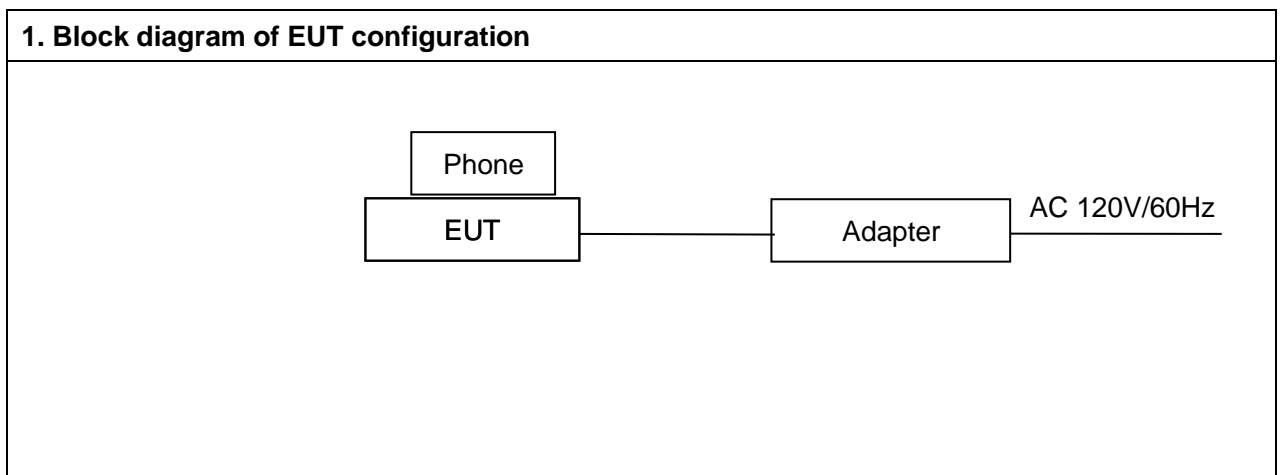 1. Block diagram of EUT configuration
Phone
EUT
Adapter
AC 120V/60Hz